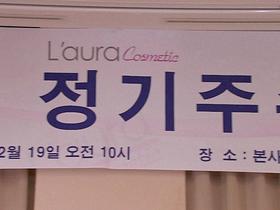 L'aura Cosmetic
정기주
2월 19일 오전 10시 장 소 : 본사